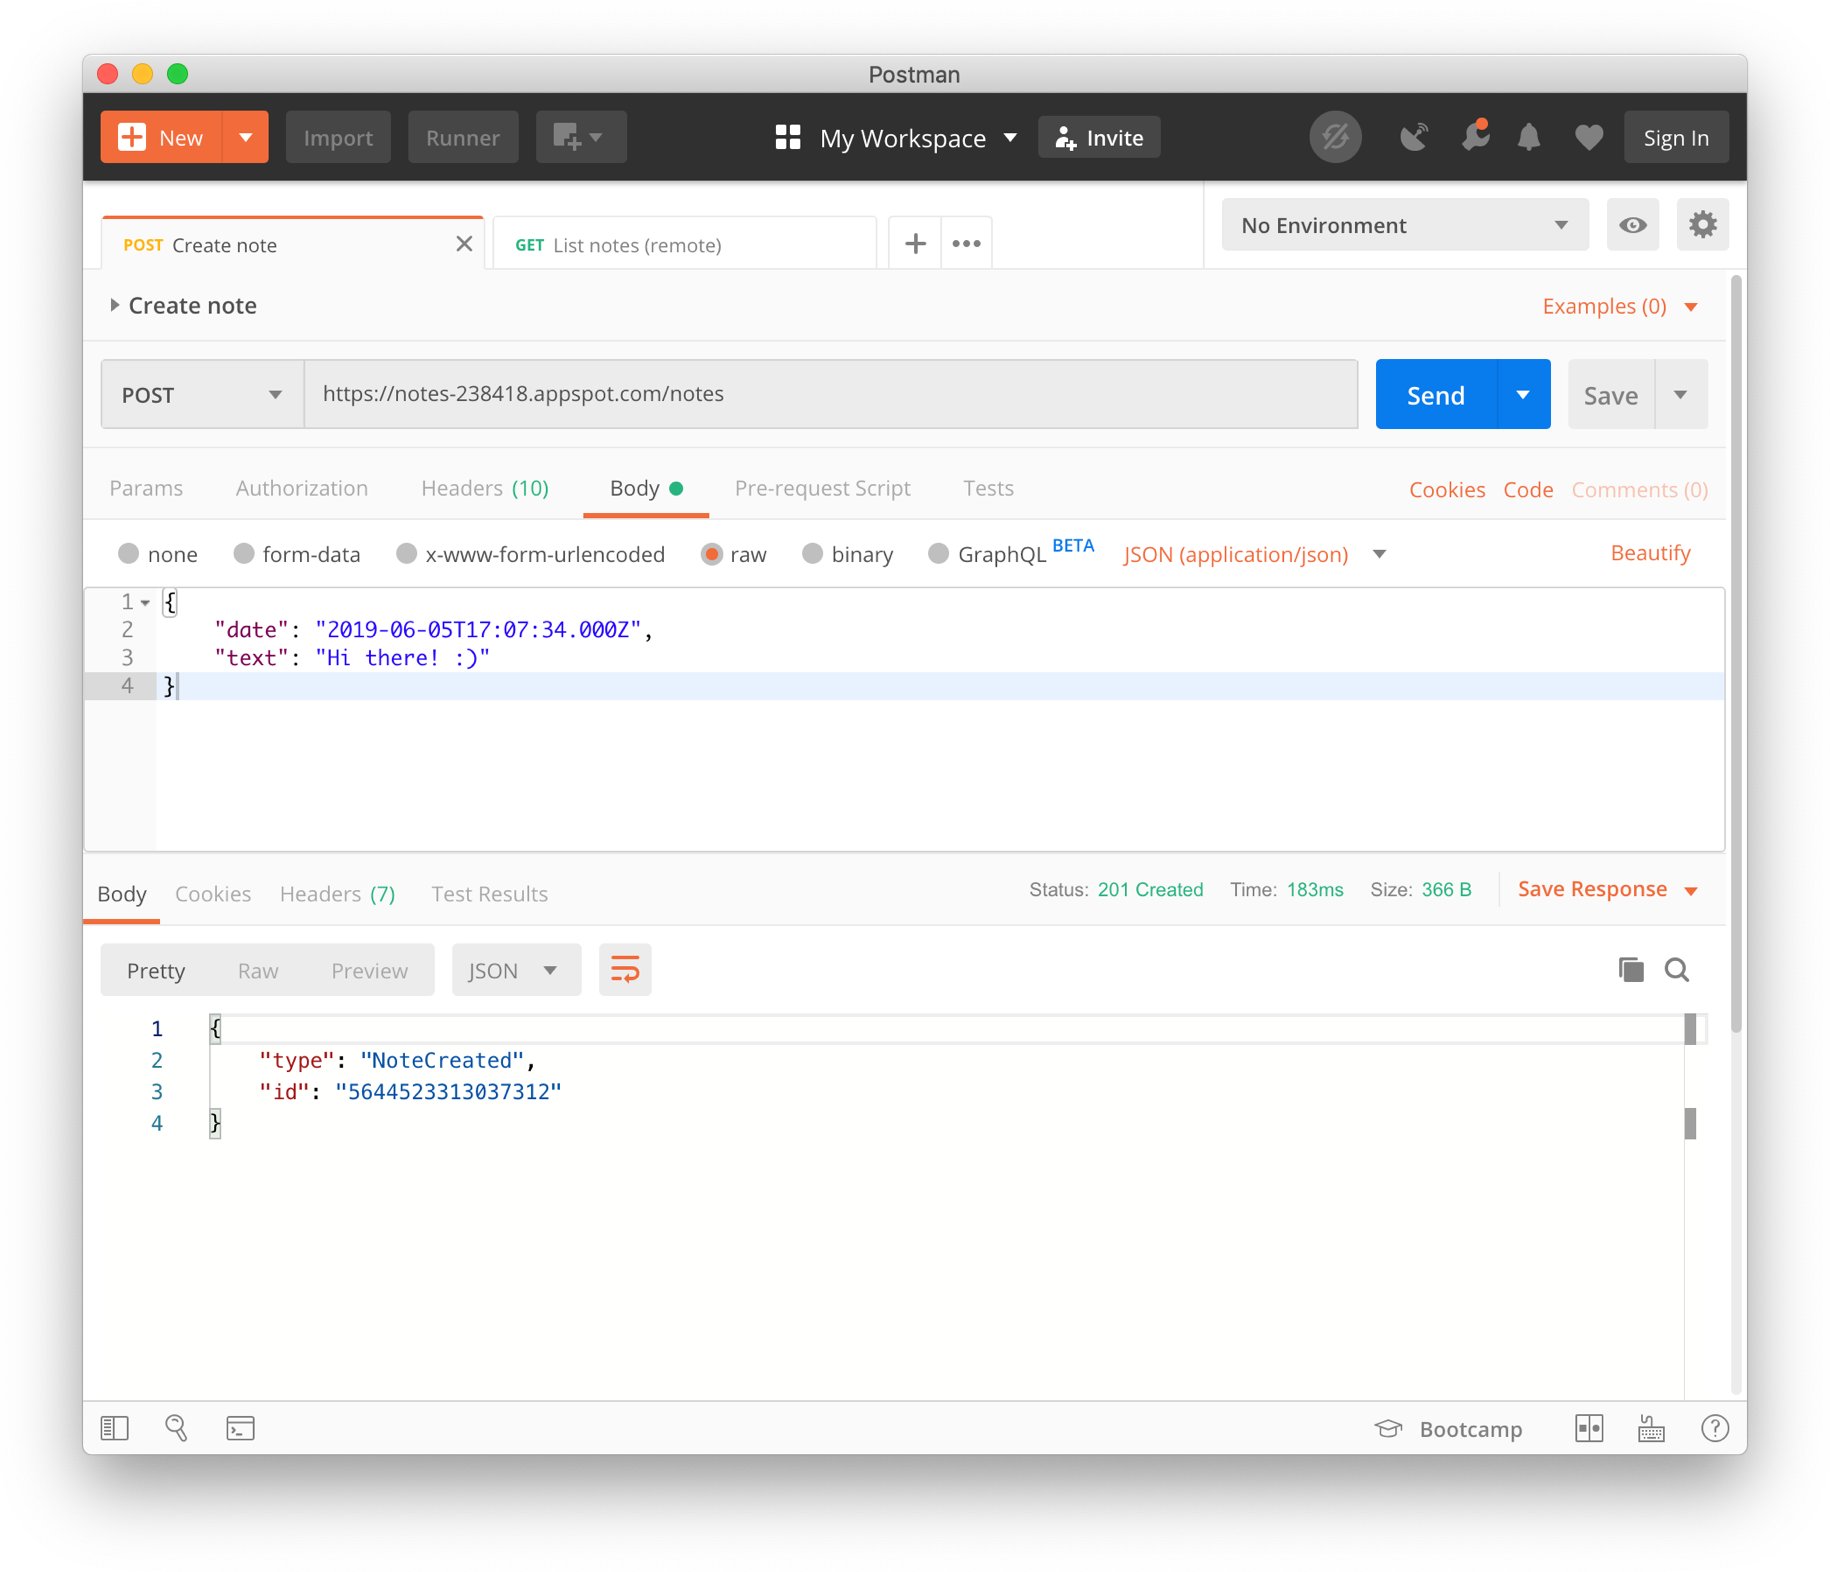 Postman
New Import Runner My Workspace Invite Sign In
POST Create note GET List notes (remote) No Environment
Create note Examples (0)
POST https://notes-238418.appspot.com/notes Send Save
Params Authorization Headers (10) Body Pre-request Script Tests Cookies Code Comments (0)
none form-data x-www-form-urlencoded raw binary GraphQL BETA JSON (application/json) Beautify
1 {
2 "date": "2019-06-05T17:07:34.000Z",
3 "text": "Hi there! :)"
4 }
Body Cookies Headers (7) Test Results Status: 201 Created Time: 183ms Size: 366 B Save Response
Pretty Raw Preview JSON
1 {
2 "type": "NoteCreated",
3 "id": "5644523313037312"
4 }
Bootcamp